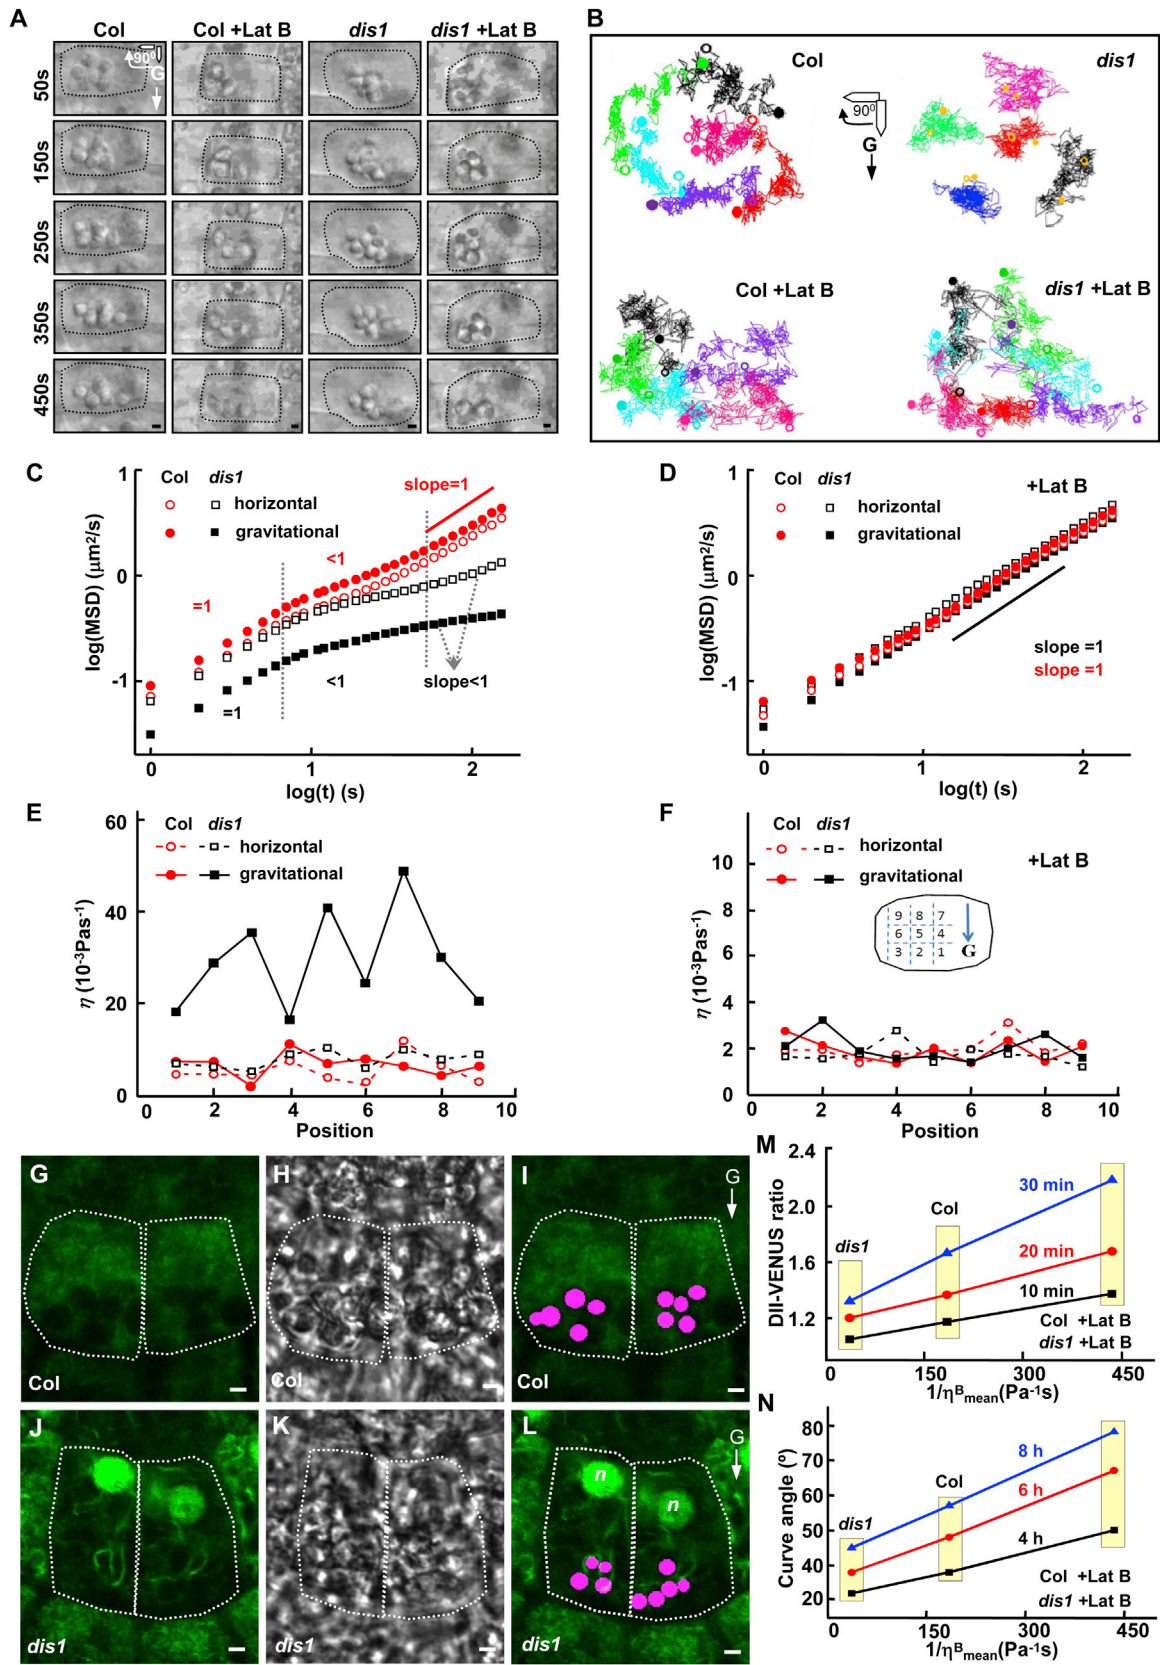 A
Col
Col +Lat B
dis1
dis1 +Lat B
50s
90⁰
G
150s
250s
350s
450s
B
Col
dis1
90⁰
G
Col +Lat B
dis1 +Lat B
C
Col dis1
horizontal
gravitational
slope=1
<1
=1
<1
=1
slope<1
log(MSD) (μm²/s)
1
0
-1
0 1 2
log(t) (s)
D
Col dis1
horizontal
gravitational
+Lat B
slope =1
slope =1
log(MSD) (μm²/s)
1
0
-1
0 1 2
log(t) (s)
E
Col dis1
horizontal
gravitational
η (10⁻³Pas⁻¹)
60
40
20
0
0 2 4 6 8 10
Position
F
Col dis1
horizontal
gravitational
+Lat B
9 8 7
6 5 4
3 2 1
G
η (10⁻³Pas⁻¹)
10
8
6
4
2
0
0 2 4 6 8 10
Position
G
Col
H
Col
I
G
Col
J
dis1
K
dis1
L
G
n
n
dis1
M
DII-VENUS ratio
2.4
2.0
1.6
1.2
dis1
Col
30 min
20 min
10 min
Col +Lat B
dis1 +Lat B
0 150 300 450
1/ηᴮmean(Pa⁻¹s)
N
Curve angle (º)
80
70
60
50
40
20
dis1
Col
8 h
6 h
4 h
Col +Lat B
dis1 +Lat B
0 150 300 450
1/ηᴮmean(Pa⁻¹s)